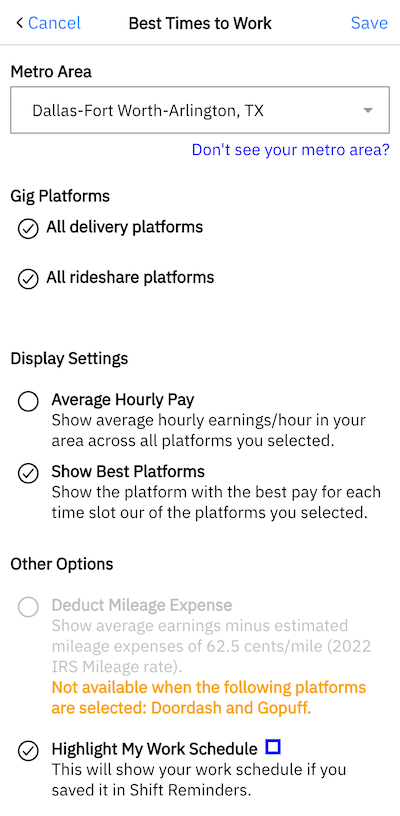 Cancel Best Times to Work Save
Metro Area
Dallas-Fort Worth-Arlington, TX
Don't see your metro area?
Gig Platforms
All delivery platforms
All rideshare platforms
Display Settings
Average Hourly Pay
Show average hourly earnings/hour in your
area across all platforms you selected.
Show Best Platforms
Show the platform with the best pay for each
time slot our of the platforms you selected.
Other Options
Deduct Mileage Expense
Show average earnings minus estimated
mileage expenses of 62.5 cents/mile (2022
IRS Mileage rate).
Not available when the following platforms
are selected: Doordash and Gopuff.
Highlight My Work Schedule
This will show your work schedule if you
saved it in Shift Reminders.